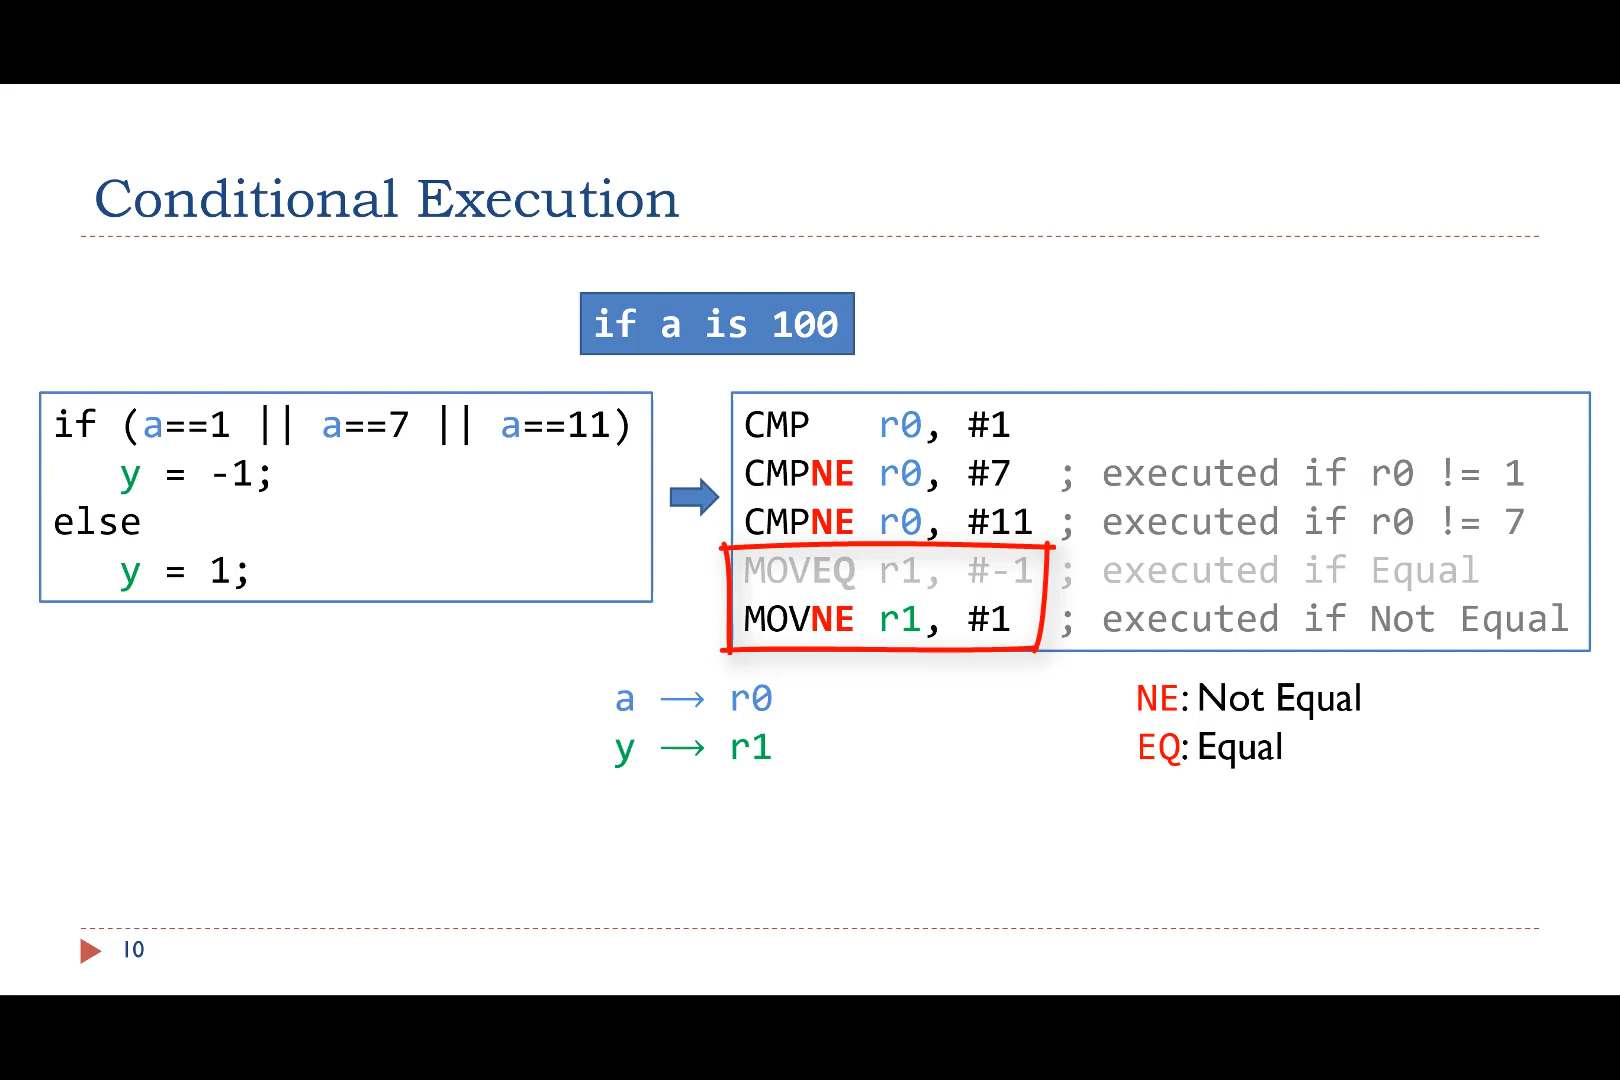 Conditional Execution
if a is 100
if (a==1 || a==7 || a==11)
y = -1;
else
y = 1;
CMP r0, #1
CMPNE r0, #7 ; executed if r0 != 1
CMPNE r0, #11 ; executed if r0 != 7
MOVEQ r1, #-1 ; executed if Equal
MOVNE r1, #1 ; executed if Not Equal
a → r0
y → r1
NE: Not Equal
EQ: Equal
10